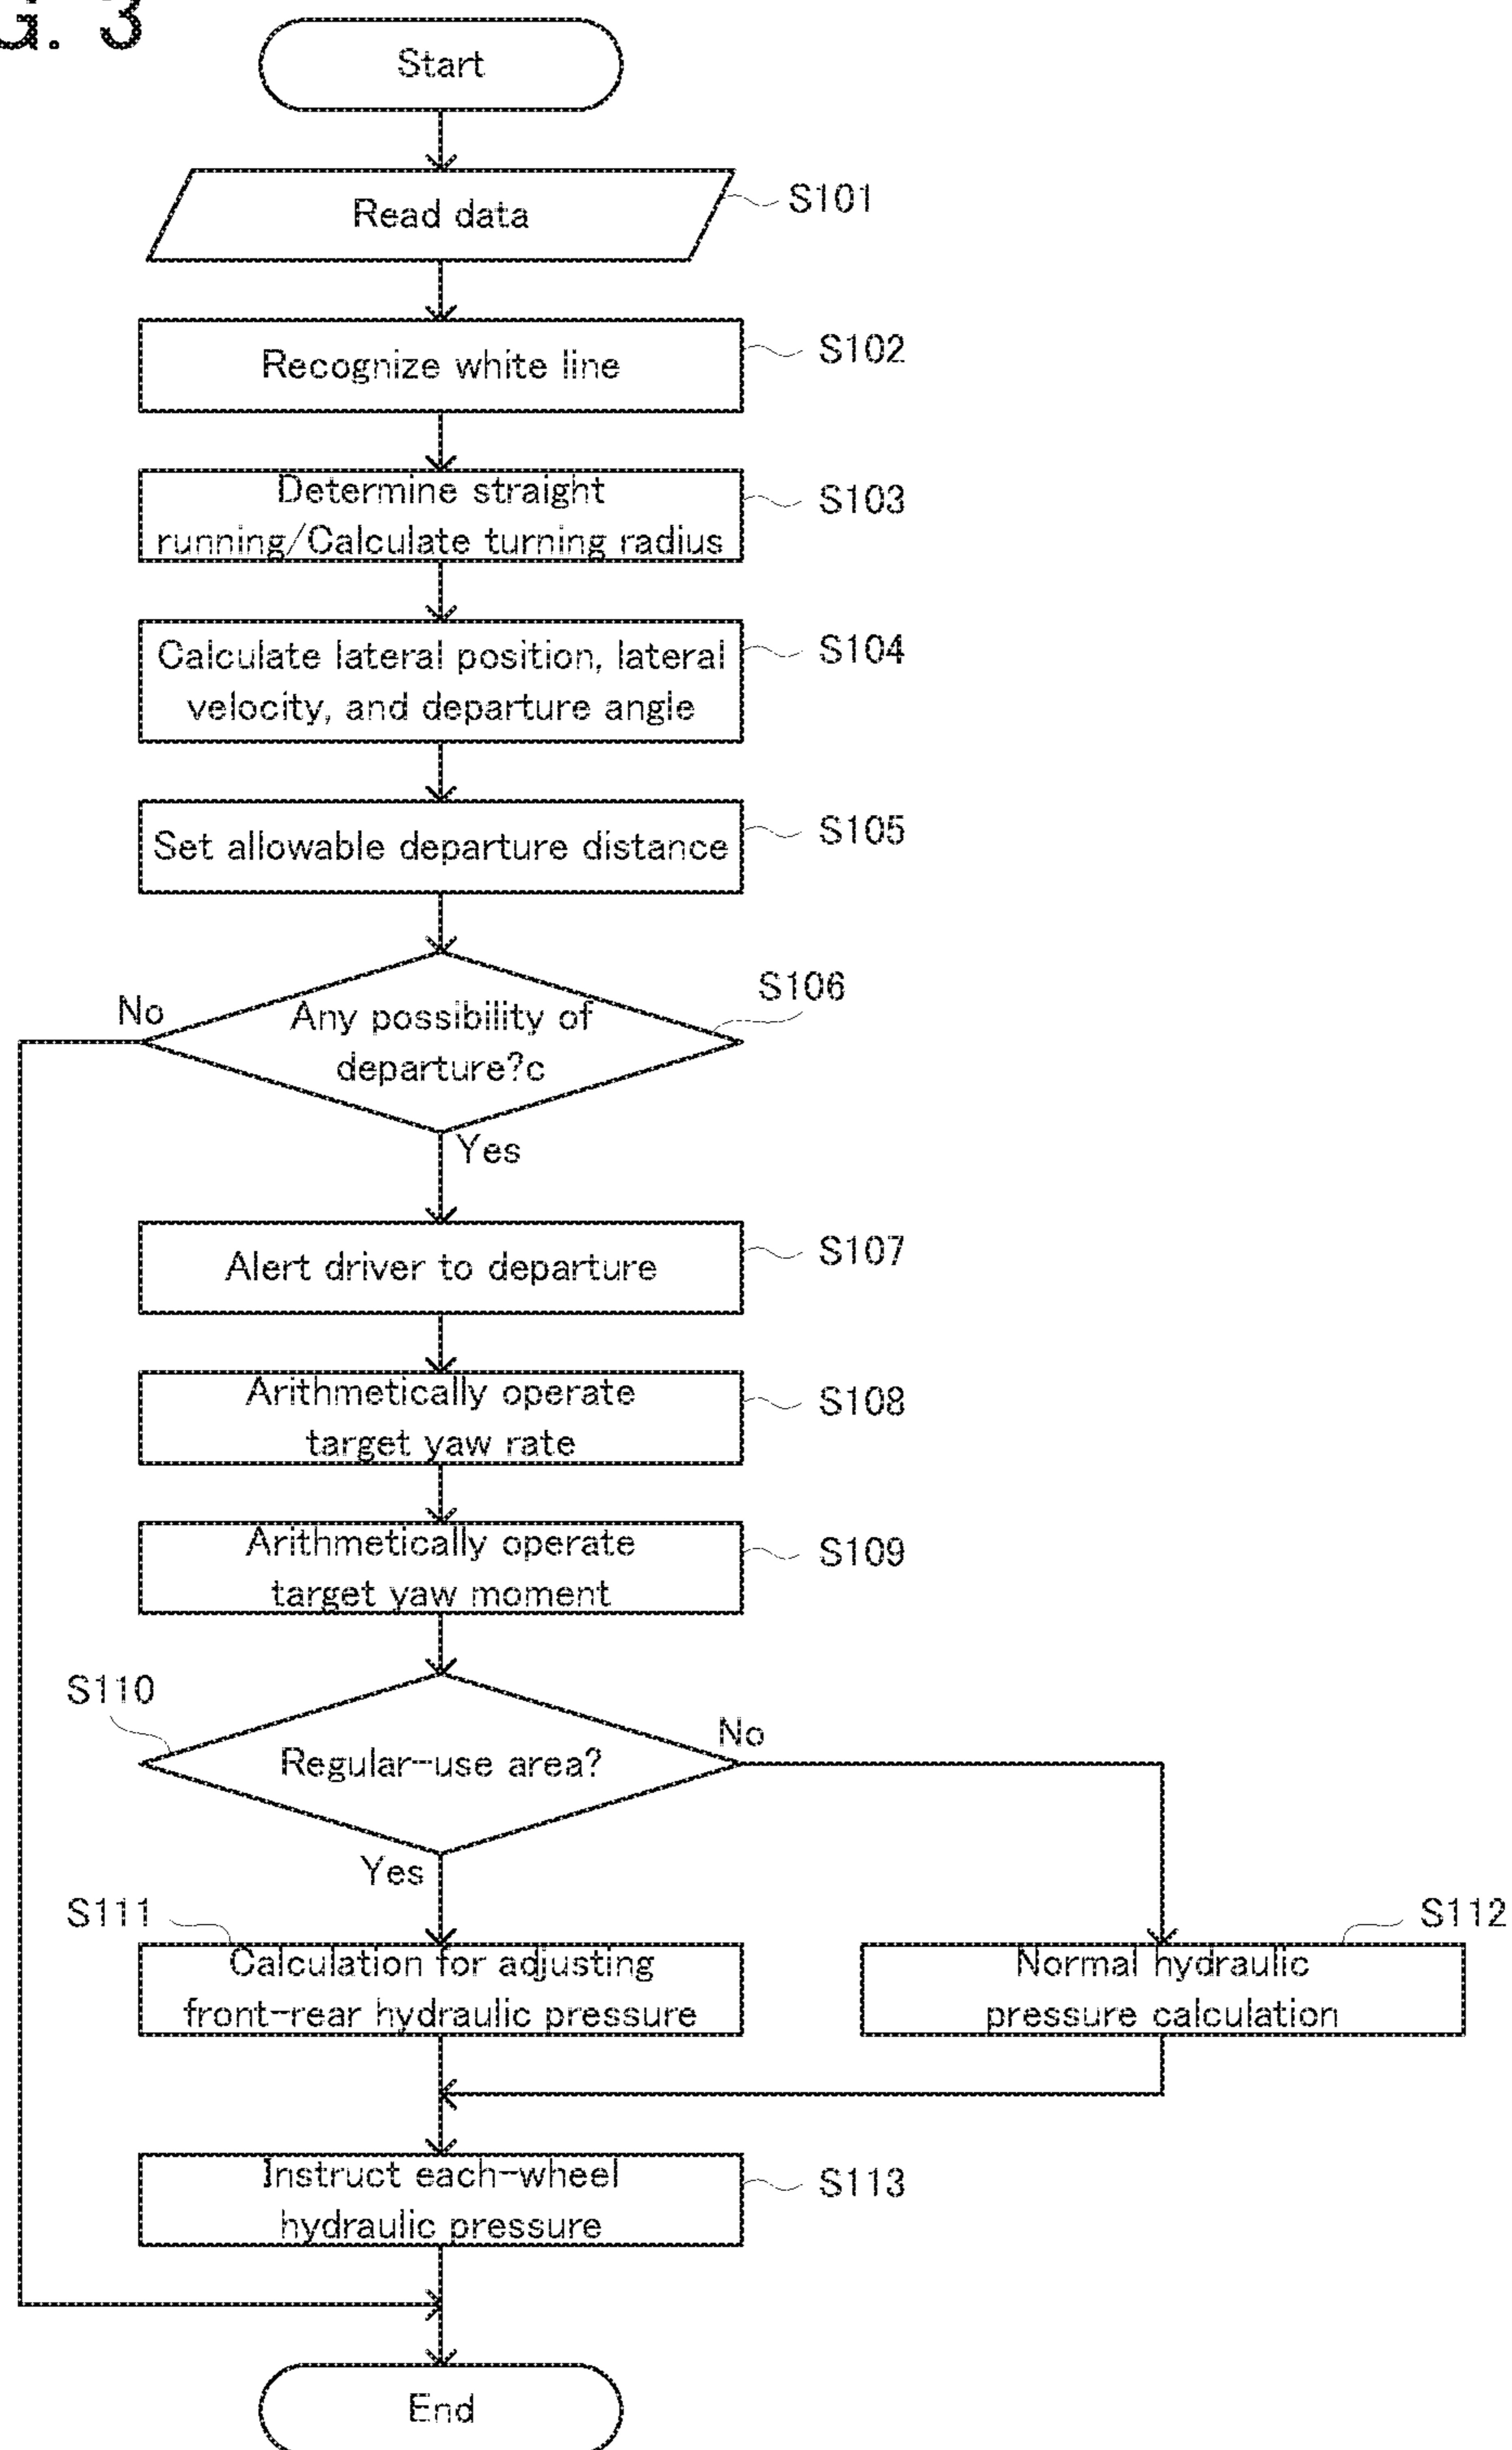 G. 3
Start
Read data
S101
Recognize white line
S102
Determine straight
running/Calculate turning radius
S103
Calculate lateral position, lateral
velocity, and departure angle
S104
Set allowable departure distance
S105
No
Any possibility of
departure?c
S106
Yes
Alert driver to departure
S107
Arithmetically operate
target yaw rate
S108
Arithmetically operate
target yaw moment
S109
S110
Regular-use area?
No
Yes
S111
Calculation for adjusting
front-rear hydraulic pressure
S112
Normal hydraulic
pressure calculation
Instruct each-wheel
hydraulic pressure
S113
End